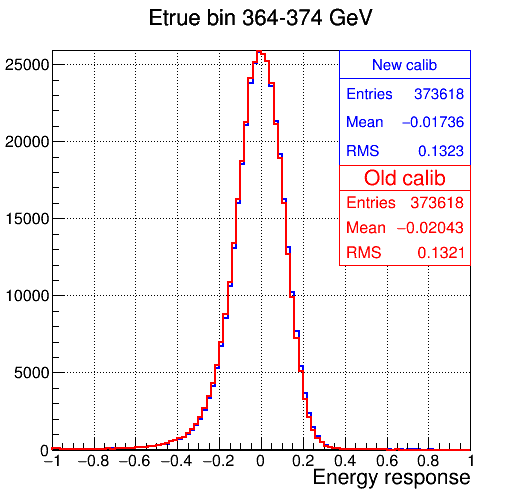 Etrue bin 364-374 GeV
New calib
Entries 373618
Mean −0.01736
RMS 0.1323
Old calib
Entries 373618
Mean −0.02043
RMS 0.1321
25000
20000
15000
10000
5000
0
−1 −0.8 −0.6 −0.4 −0.2 0 0.2 0.4 0.6 0.8 1
Energy response